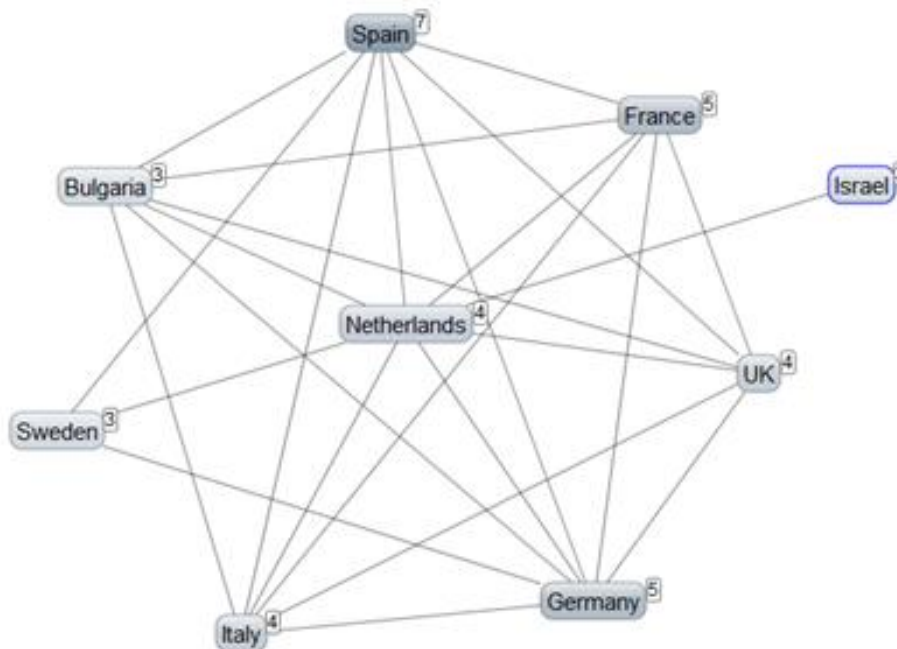 Spain 7
France 5
Bulgaria 3
Israel
Netherlands 4
UK 4
Sweden 3
Germany 5
Italy 4